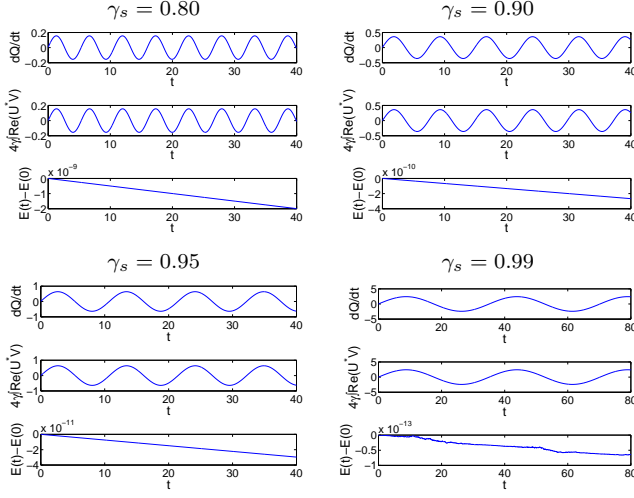 γs = 0.80
0.2
0
−0.2
dQ/dt
0 10 20 30 40
t
0.2
0
−0.2
4γ∫Re(U*V)
0 10 20 30 40
t
x 10−9
0
−1
−2
E(t)−E(0)
0 10 20 30 40
t
γs = 0.90
0.5
0
−0.5
dQ/dt
0 10 20 30 40
t
0.5
0
−0.5
4γ∫Re(U*V)
0 10 20 30 40
t
x 10−10
0
−2
−4
E(t)−E(0)
0 10 20 30 40
t
γs = 0.95
1
0
−1
dQ/dt
0 10 20 30 40
t
1
0
−1
4γ∫Re(U*V)
0 10 20 30 40
t
x 10−11
0
−2
−4
E(t)−E(0)
0 10 20 30 40
t
γs = 0.99
5
0
−5
dQ/dt
0 20 40 60 80
t
5
0
−5
4γ∫Re(U*V)
0 20 40 60 80
t
x 10−13
0
−0.5
−1
E(t)−E(0)
0 20 40 60 80
t